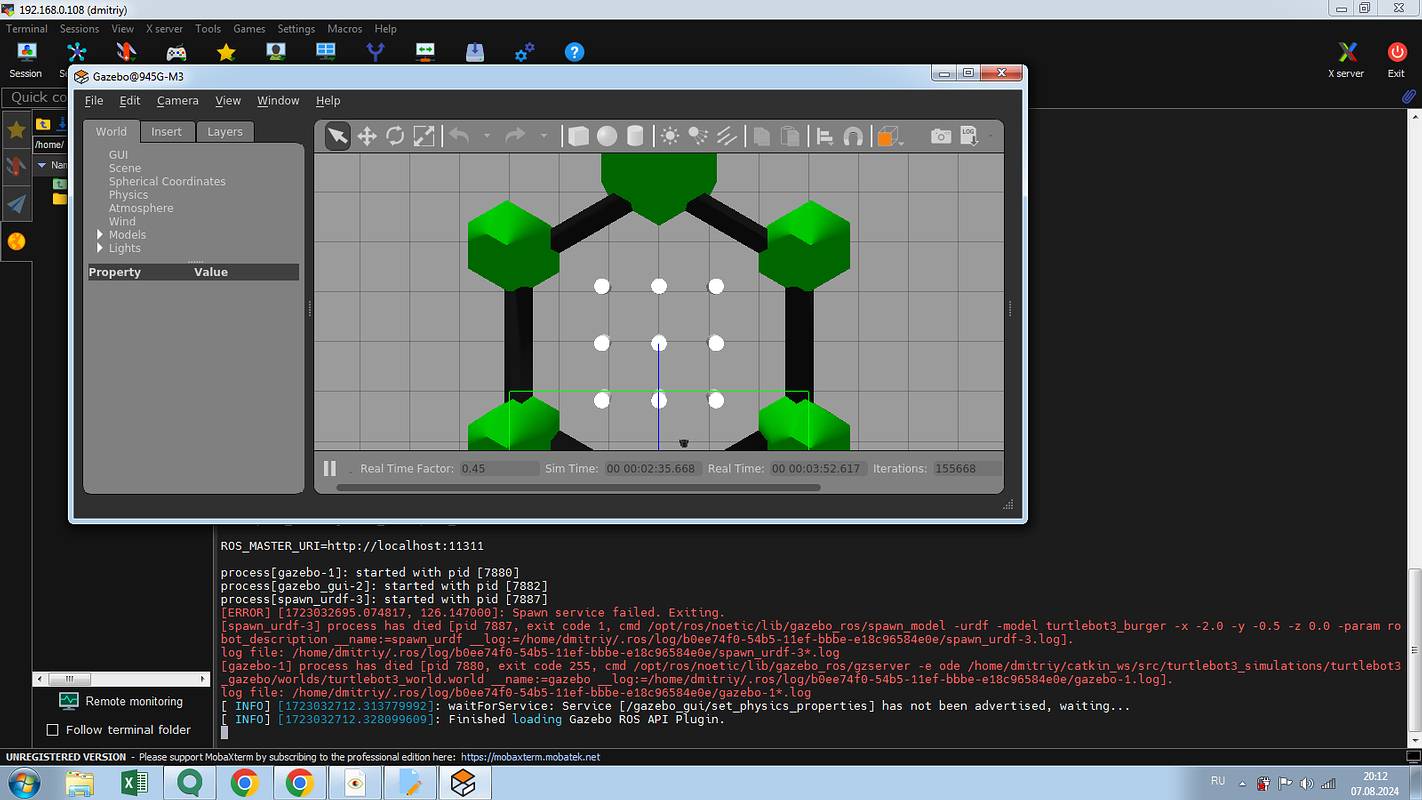 192.168.0.108 (dmitriy)
Terminal Sessions View X server Tools Games Settings Macros Help
Session
X server Exit
Quick co
Gazebo@945G-M3
File Edit Camera View Window Help
/home/
World Insert Layers
LOG
GUI
Scene
Spherical Coordinates
Physics
Atmosphere
Wind
Models
Lights
Property Value
Real Time Factor: 0.45 Sim Time: 00 00:02:35.668 Real Time: 00 00:03:52.617 Iterations: 155668
ROS_MASTER_URI=http://localhost:11311
process[gazebo-1]: started with pid [7880]
process[gazebo_gui-2]: started with pid [7882]
process[spawn_urdf-3]: started with pid [7887]
[ERROR] [1723032695.074817, 126.147000]: Spawn service failed. Exiting.
[spawn_urdf-3] process has died [pid 7887, exit code 1, cmd /opt/ros/noetic/lib/gazebo_ros/spawn_model -urdf -model turtlebot3_burger -x -2.0 -y -0.5 -z 0.0 -param ro
bot_description __name:=spawn_urdf __log:=/home/dmitriy/.ros/log/b0ee74f0-54b5-11ef-bbbe-e18c96584e0e/spawn_urdf-3.log].
log file: /home/dmitriy/.ros/log/b0ee74f0-54b5-11ef-bbbe-e18c96584e0e/spawn_urdf-3*.log
[gazebo-1] process has died [pid 7880, exit code 255, cmd /opt/ros/noetic/lib/gazebo_ros/gzserver -e ode /home/dmitriy/catkin_ws/src/turtlebot3_simulations/turtlebot3
_gazebo/worlds/turtlebot3_world.world __name:=gazebo __log:=/home/dmitriy/.ros/log/b0ee74f0-54b5-11ef-bbbe-e18c96584e0e/gazebo-1.log].
log file: /home/dmitriy/.ros/log/b0ee74f0-54b5-11ef-bbbe-e18c96584e0e/gazebo-1*.log
[ INFO] [1723032712.313779992]: waitForService: Service [/gazebo_gui/set_physics_properties] has not been advertised, waiting...
[ INFO] [1723032712.328099609]: Finished loading Gazebo ROS API Plugin.
Remote monitoring
Follow terminal folder
UNREGISTERED VERSION - Please support MobaXterm by subscribing to the professional edition here: https://mobaxterm.mobatek.net
RU
20:12
07.08.2024